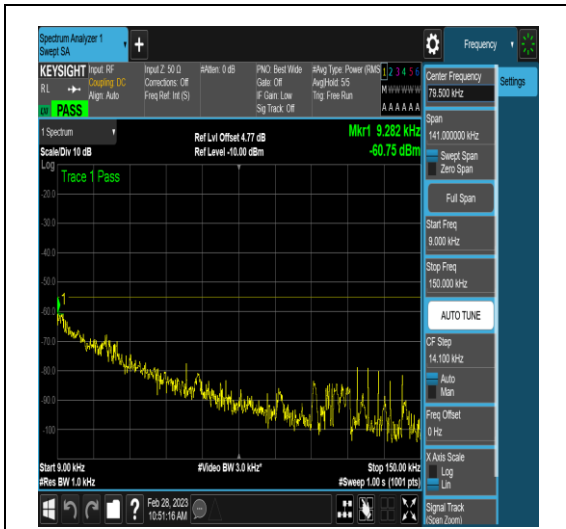 Spectrum Analyzer 1
Swept SA
+
Frequency
KEYSIGHT
RL
PASS
Input: RF
Coupling: DC
Align: Auto
Input Z: 50 Ω
Corrections: Off
Freq Ref: Int (S)
#Atten: 0 dB
PNO: Best Wide
Gate: Off
IF Gain: Low
Sig Track: Off
#Avg Type: Power (RMS
Avg|Hold: 5/5
Trig: Free Run
1 2 3 4 5 6
M W W W W W
A A A A A A
Center Frequency
79.500 kHz
Settings
Span
141.000000 kHz
Swept Span
Zero Span
Full Span
Start Freq
9.000 kHz
Stop Freq
150.000 kHz
AUTO TUNE
CF Step
14.100 kHz
Auto
Man
Freq Offset
0 Hz
X Axis Scale
Log
Lin
Signal Track
(Span Zoom)
1 Spectrum
Scale/Div 10 dB
Ref Lvl Offset 4.77 dB
Ref Level -10.00 dBm
Mkr1 9.282 kHz
-60.75 dBm
Log
Trace 1 Pass
-20.0
-30.0
-40.0
-50.0
1
-60.0
-70.0
-80.0
-90.0
-100
Start 9.00 kHz
#Res BW 1.0 kHz
#Video BW 3.0 kHz*
Stop 150.00 kHz
#Sweep 1.00 s (1001 pts)
?
Feb 28, 2023
10:51:16 AM